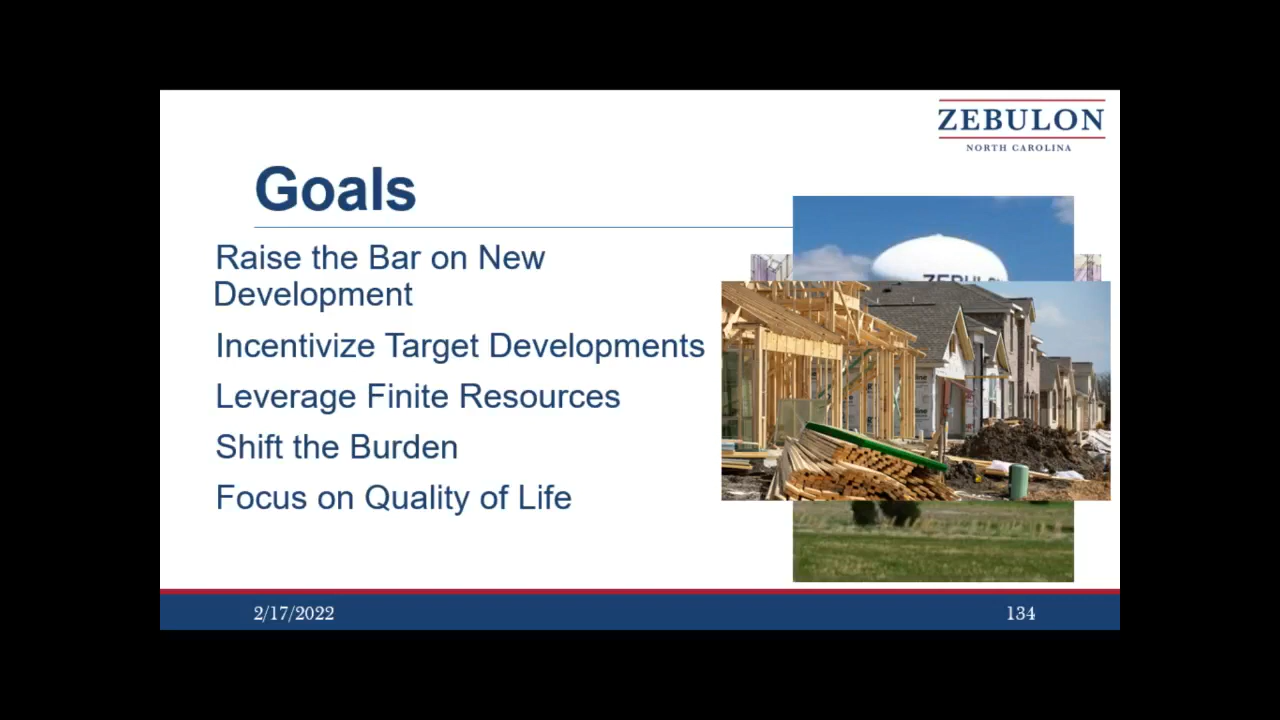 ZEBULON
NORTH CAROLINA
Goals
Raise the Bar on New
Development
Incentivize Target Developments
Leverage Finite Resources
Shift the Burden
Focus on Quality of Life
2/17/2022
134